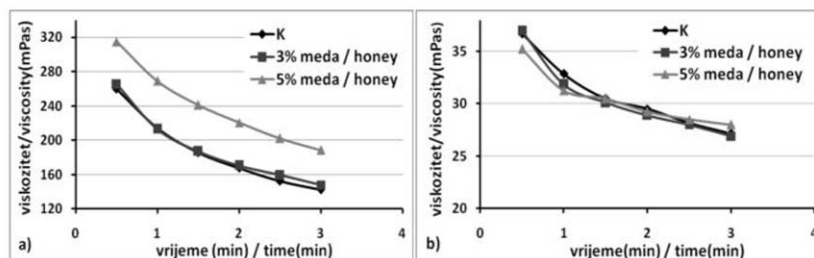 viskozitet/viscosity(mPas)
320
280
240
200
160
120
0
1
2
3
4
K
3% meda / honey
5% meda / honey
a)
vrijeme(min) / time(min)
viskozitet/viscosity(mPas)
35
30
25
20
0
1
2
3
4
K
3% meda / honey
5% meda / honey
b)
vrijeme(min) / time(min)